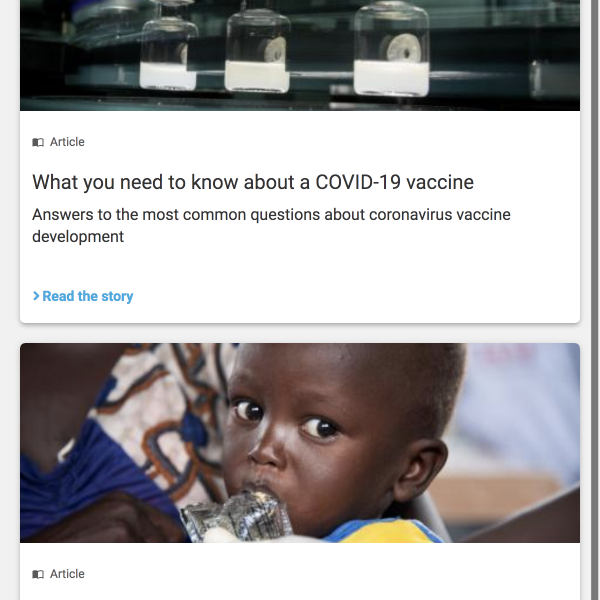 Article
What you need to know about a COVID-19 vaccine
Answers to the most common questions about coronavirus vaccine
development
Read the story
Article